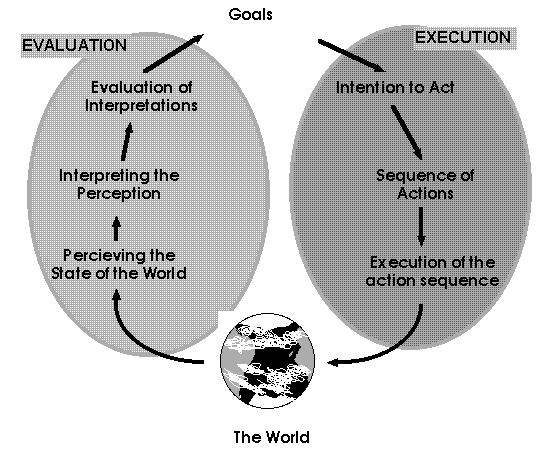 Goals
EVALUATION
EXECUTION
Evaluation of
Interpretations
Intention to Act
Interpreting the
Perception
Sequence of
Actions
Percieving the
State of the World
Execution of the
action sequence
The World